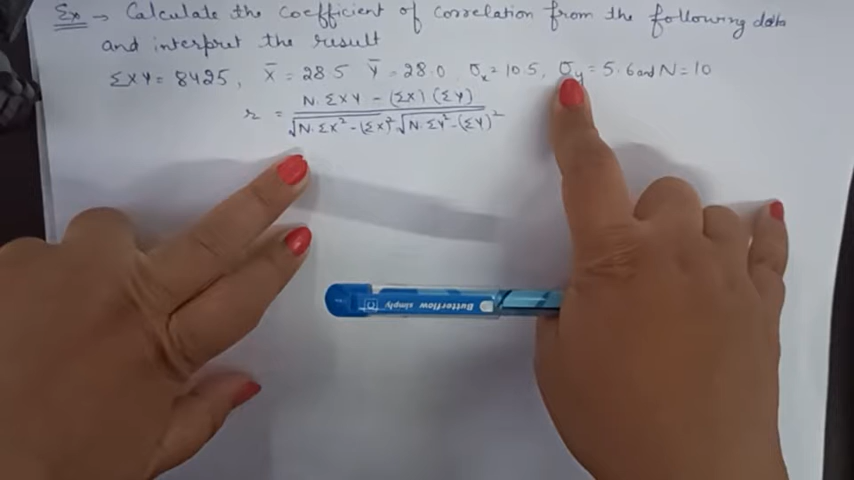 Ex → Calculate the coefficient of correlation from the following data
and interpret the result
ΣXY = 8425, X̄ = 28.5 Ȳ = 28.0 σx = 10.5, σy = 5.6 and N = 10
r = N·ΣXY − (ΣX)(ΣY) / √N·ΣX² − (ΣX)² √N·ΣY² − (ΣY)²
Butterflow simply